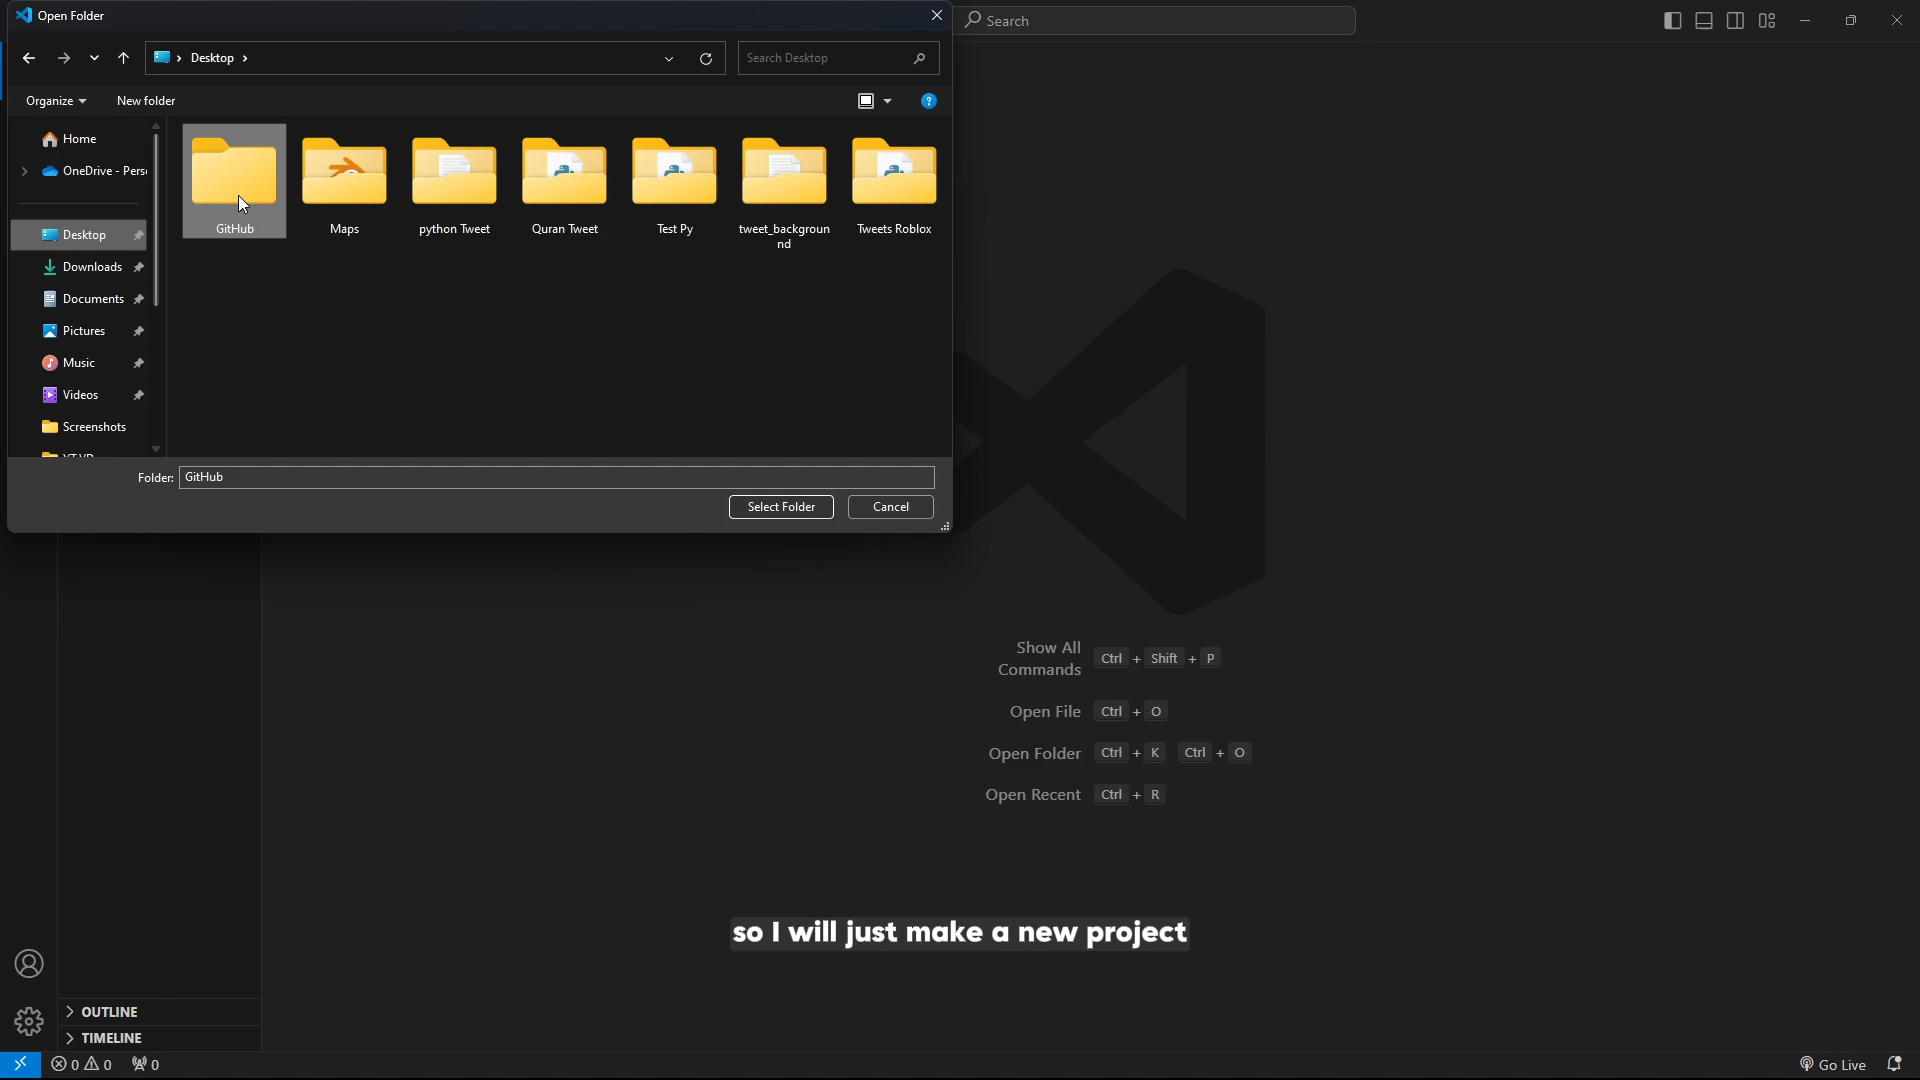 Open Folder
Search
Desktop
Search Desktop
Organize
New folder
Home
OneDrive - Pers
Desktop
Downloads
Documents
Pictures
Music
Videos
Screenshots
GitHub
Maps
python Tweet
Quran Tweet
Test Py
tweet_backgroun
nd
Tweets Roblox
Folder: GitHub
Select Folder
Cancel
Show All
Commands
Ctrl + Shift + P
Open File Ctrl + O
Open Folder Ctrl + K Ctrl + O
Open Recent Ctrl + R
so I will just make a new project
OUTLINE
TIMELINE
0 0 0
Go Live